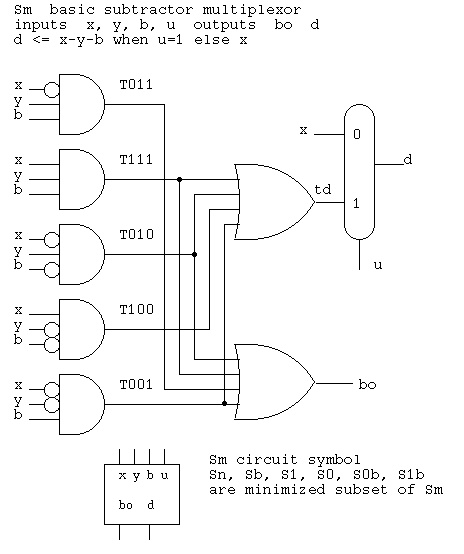 Sm basic subtractor multiplexor
inputs x, y, b, u outputs bo d
d <= x-y-b when u=1 else x
x
y
b
T011
x
y
b
T111
x
y
b
T010
x
y
b
T100
x
y
b
T001
td
x
0
1
d
u
bo
x y b u
bo d
Sm circuit symbol
Sn, Sb, S1, S0, S0b, S1b
are minimized subset of Sm